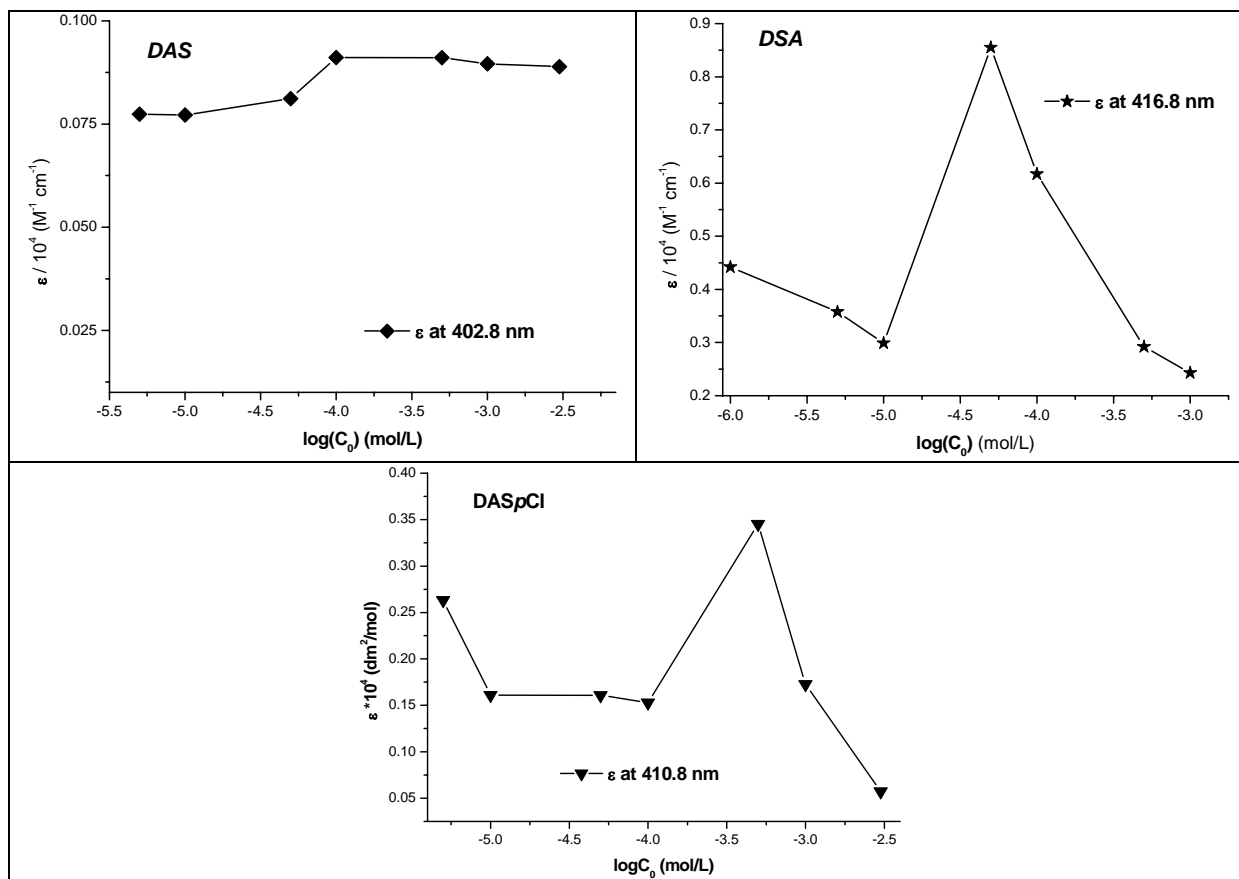 DAS
0.100
0.075
0.050
0.025
ε / 10⁴ (M⁻¹ cm⁻¹)
ε at 402.8 nm
-5.5 -5.0 -4.5 -4.0 -3.5 -3.0 -2.5
log(C₀) (mol/L)
DSA
0.9
0.8
0.7
0.6
0.5
0.4
0.3
0.2
ε / 10⁴ (M⁻¹ cm⁻¹)
ε at 416.8 nm
-6.0 -5.5 -5.0 -4.5 -4.0 -3.5 -3.0
log(C₀) (mol/L)
DASpCl
0.40
0.35
0.30
0.25
0.20
0.15
0.10
0.05
ε *10⁴ (dm²/mol)
ε at 410.8 nm
-5.0 -4.5 -4.0 -3.5 -3.0 -2.5
logC₀ (mol/L)